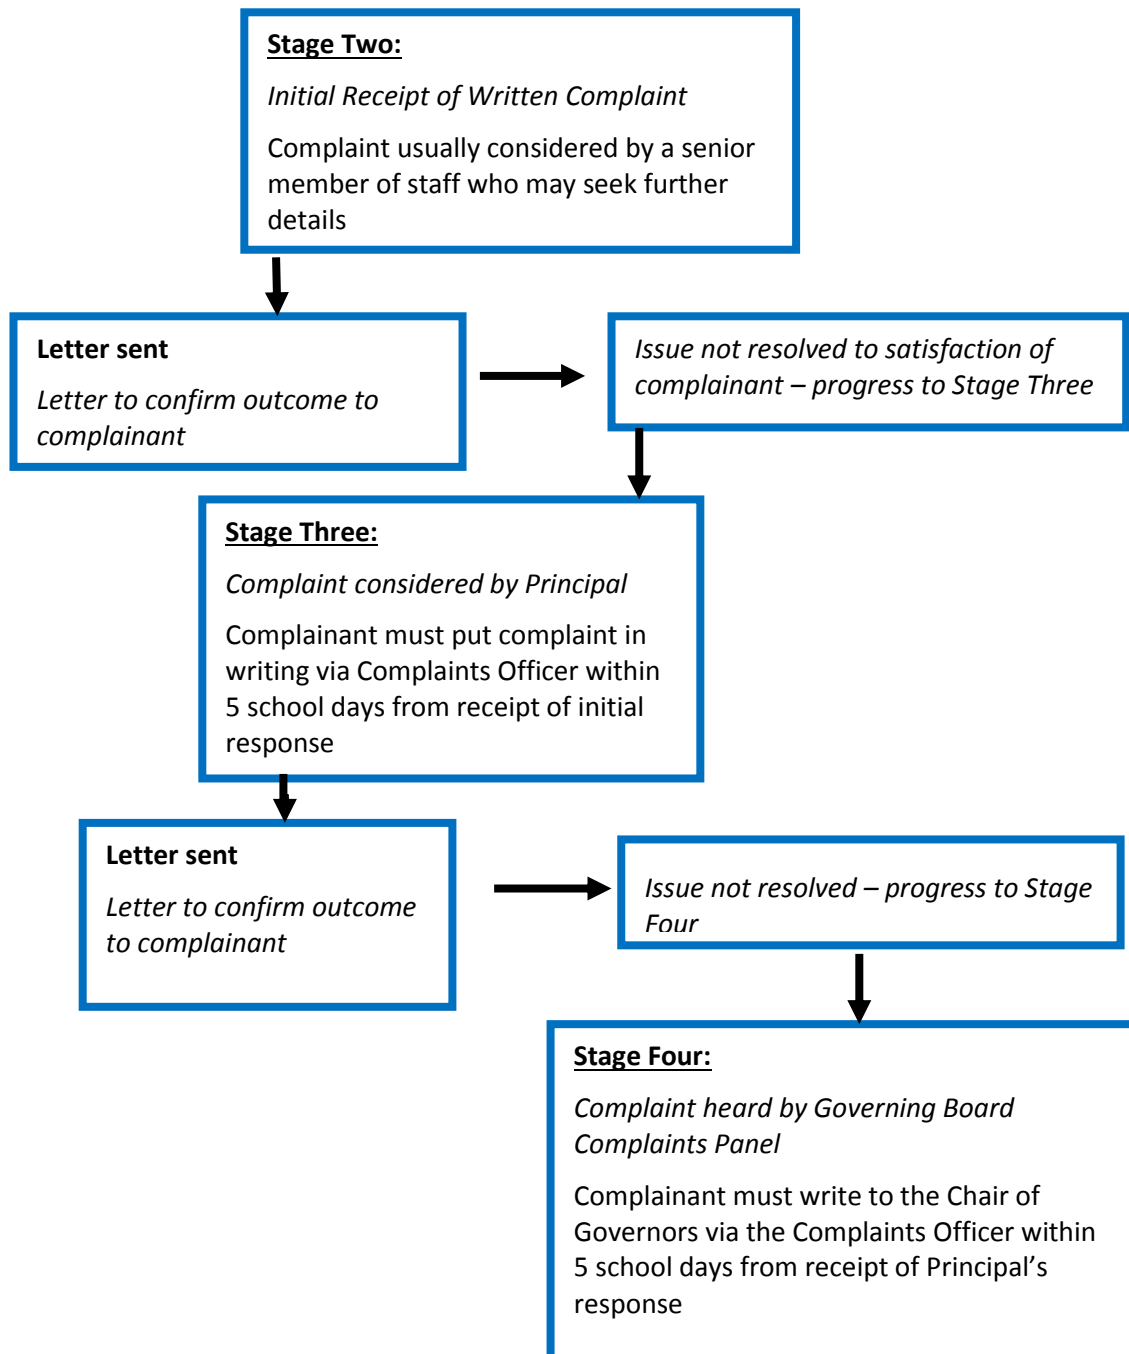 Stage Two:
Initial Receipt of Written Complaint
Complaint usually considered by a senior
member of staff who may seek further
details
Letter sent
Letter to confirm outcome to
complainant
Issue not resolved to satisfaction of
complainant – progress to Stage Three
Stage Three:
Complaint considered by Principal
Complainant must put complaint in
writing via Complaints Officer within
5 school days from receipt of initial
response
Letter sent
Letter to confirm outcome
to complainant
Issue not resolved – progress to Stage
Four
Stage Four:
Complaint heard by Governing Board
Complaints Panel
Complainant must write to the Chair of
Governors via the Complaints Officer within
5 school days from receipt of Principal’s
response